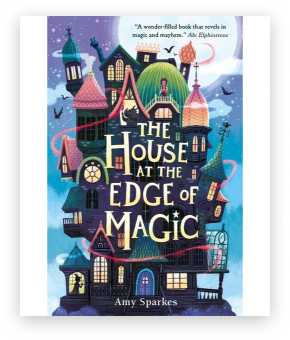 "A wonder-filled book that revels in
magic and mayhem." Abi Elphinstone
THE
HOUSE
AT THE
EDGE OF
MAGIC
Amy Sparkes